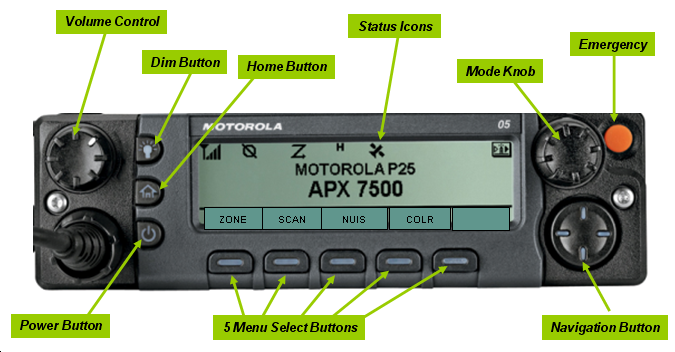 Volume Control
Status Icons
Emergency
Dim Button
Home Button
Mode Knob
MOTOROLA
05
H
MOTOROLA P25
APX 7500
ZONE SCAN NUIS COLR
Power Button
5 Menu Select Buttons
Navigation Button